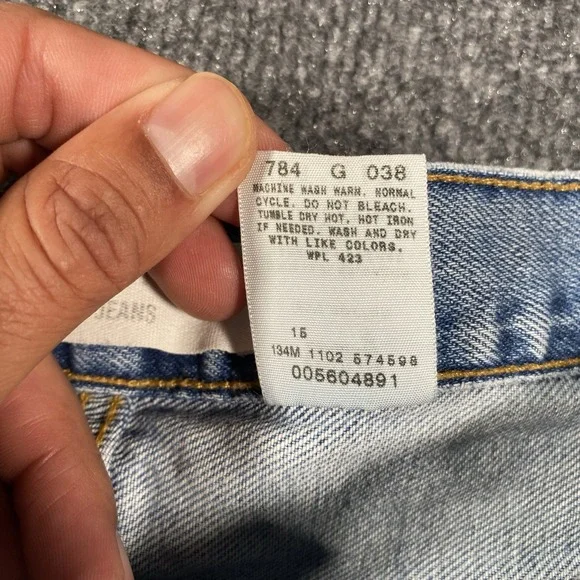 784 G 038
MACHINE WASH WARM, NORMAL
CYCLE. DO NOT BLEACH.
TUMBLE DRY HOT, HOT IRON
IF NEEDED. WASH AND DRY
WITH LIKE COLORS.
WPL 423
JEANS
15
134M 1102 574598
005604891